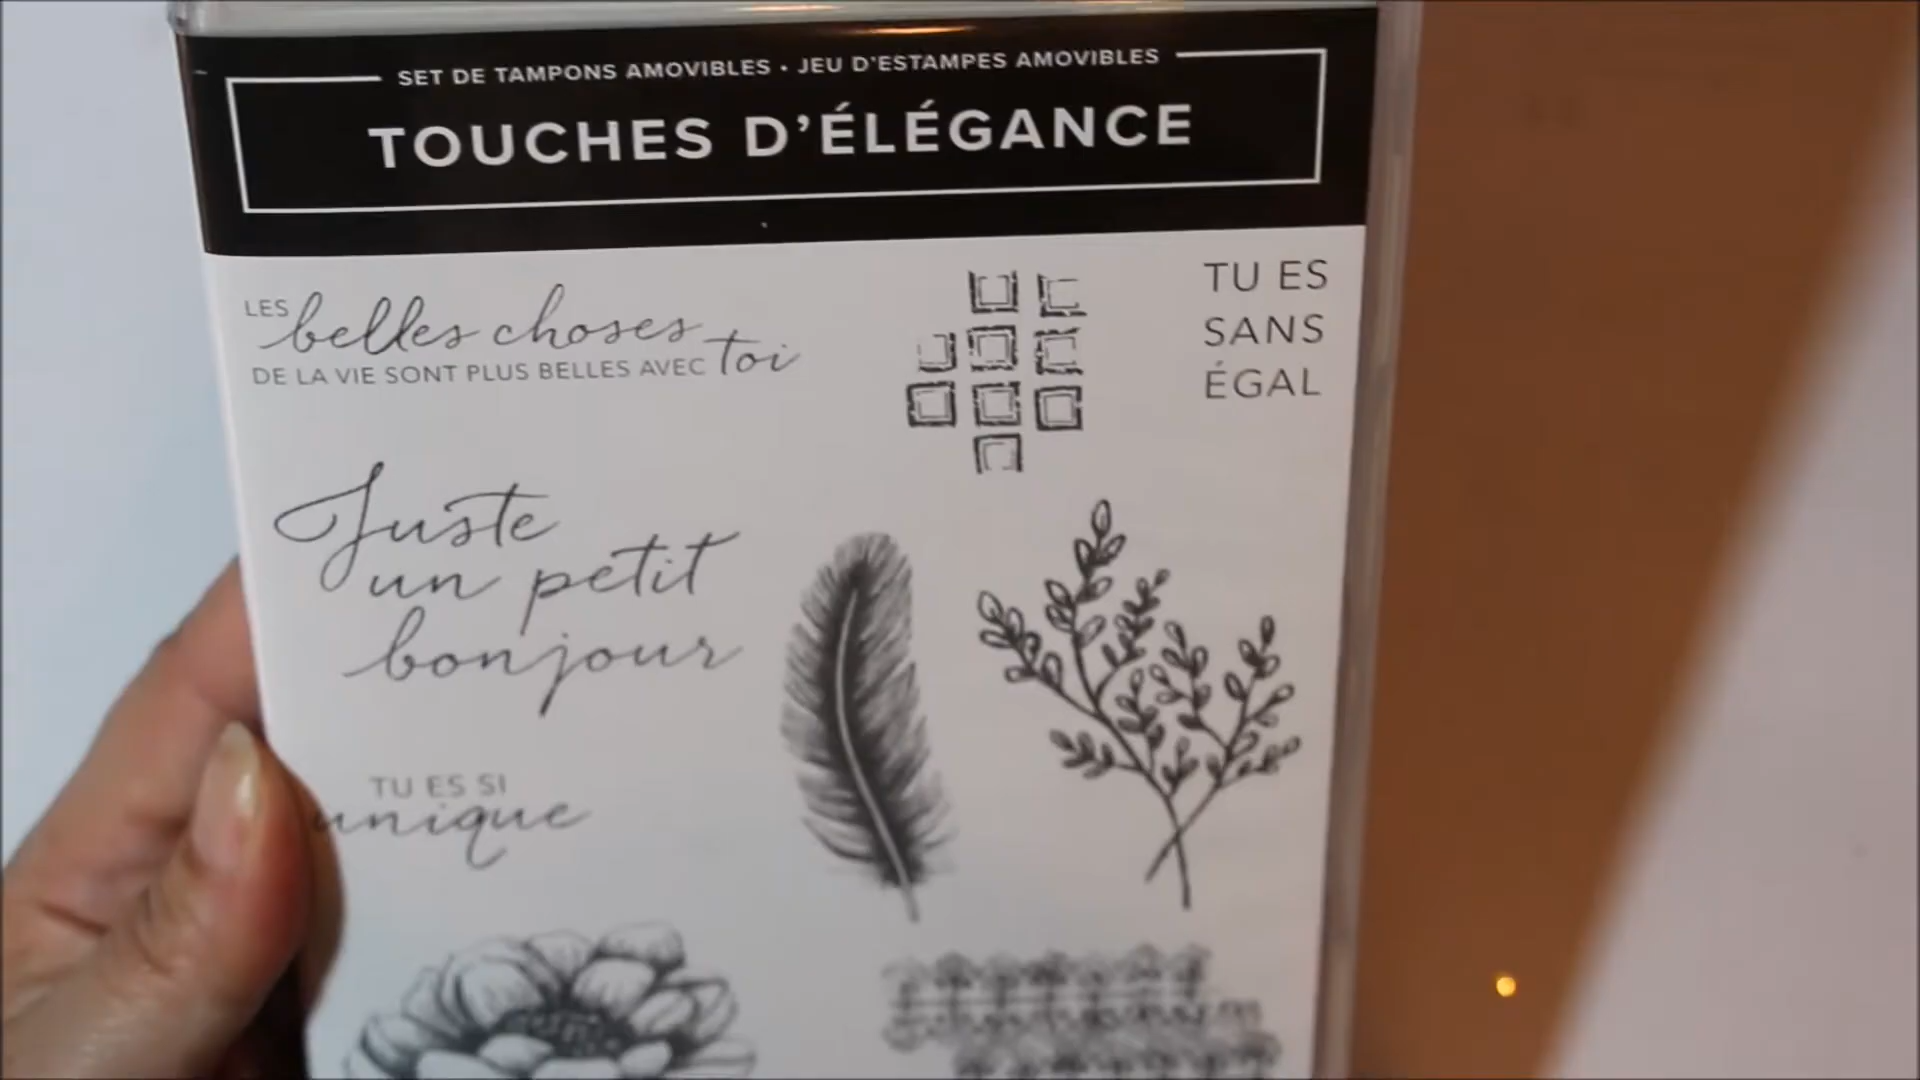 SET DE TAMPONS AMOVIBLES • JEU D'ESTAMPES AMOVIBLES
TOUCHES D'ÉLÉGANCE
LES belles choses
DE LA VIE SONT PLUS BELLES AVEC toi
TU ES
SANS
ÉGAL
Juste
un petit
bonjour
TU ES SI
unique